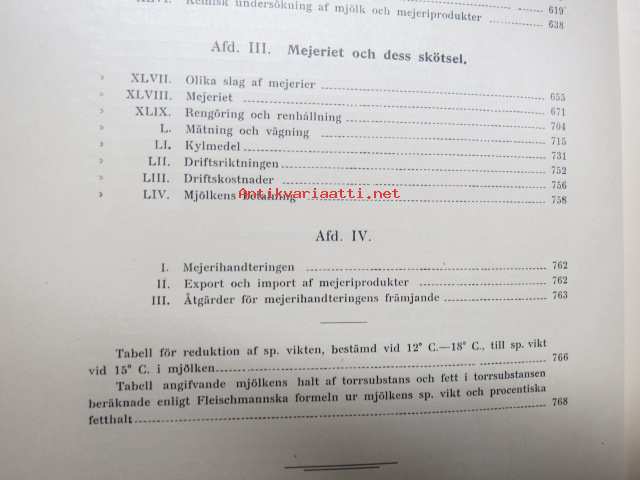 XLVI. Kemisk undersökning af mjölk och mejeriprodukter 638
619
Afd. III. Mejeriet och dess skötsel.
» XLVII. Olika slag af mejerier 655
» XLVIII. Mejeriet 671
» XLIX. Rengöring och renhållning 704
» L. Mätning och vägning 715
» LI. Kylmedel 731
» LII. Driftsriktningen 752
» LIII. Driftskostnader 756
» LIV. Mjölkens betalning 758
Antikvariaatti.net
Afd. IV.
I. Mejerihandteringen 762
II. Export och import af mejeriprodukter 762
III. Åtgärder för mejerihandteringens främjande 763
Tabell för reduktion af sp. vikten, bestämd vid 12° C.—18° C., till sp. vikt
vid 15° C. i mjölken 766
Tabell angifvande mjölkens halt af torrsubstans och fett i torrsubstansen
beräknade enligt Fleischmannska formeln ur mjölkens sp. vikt och procentiska
fetthalt 768